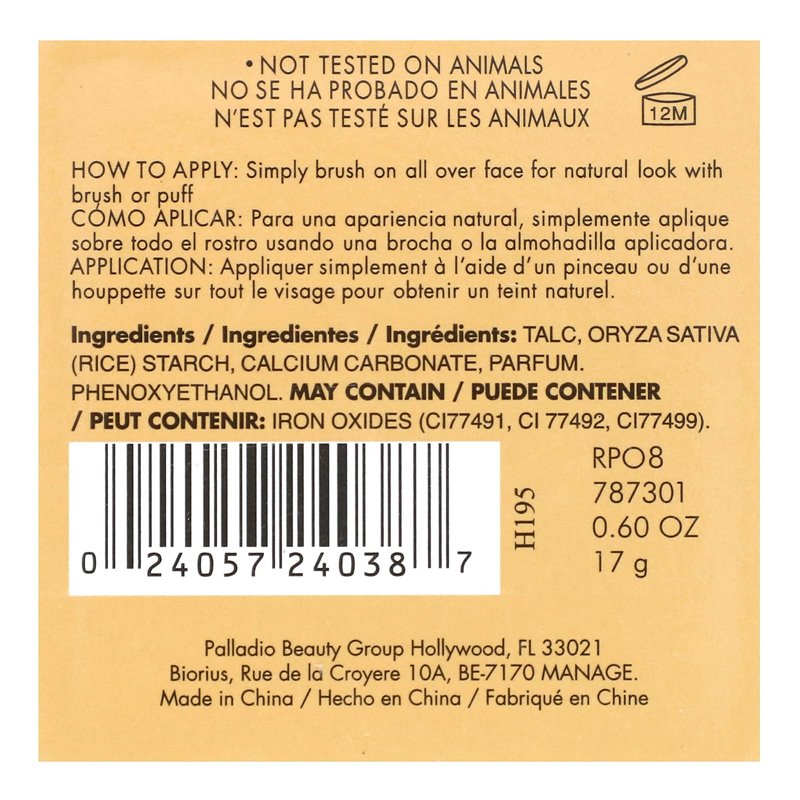 • NOT TESTED ON ANIMALS
NO SE HA PROBADO EN ANIMALES
N'EST PAS TESTÉ SUR LES ANIMAUX
12M
HOW TO APPLY: Simply brush on all over face for natural look with
brush or puff
CÓMO APLICAR: Para una apariencia natural, simplemente aplique
sobre todo el rostro usando una brocha o la almohadilla aplicadora.
APPLICATION: Appliquer simplement à l'aide d'un pinceau ou d'une
houppette sur tout le visage pour obtenir un teint naturel.
Ingredients / Ingredientes / Ingrédients: TALC, ORYZA SATIVA
(RICE) STARCH, CALCIUM CARBONATE, PARFUM.
PHENOXYETHANOL. MAY CONTAIN / PUEDE CONTENER
/ PEUT CONTENIR: IRON OXIDES (CI77491, CI 77492, CI77499).
0 24057 24038 7
H195
RPO8
787301
0.60 OZ
17 g
Palladio Beauty Group Hollywood, FL 33021
Biorius, Rue de la Croyere 10A, BE-7170 MANAGE.
Made in China / Hecho en China / Fabriqué en Chine